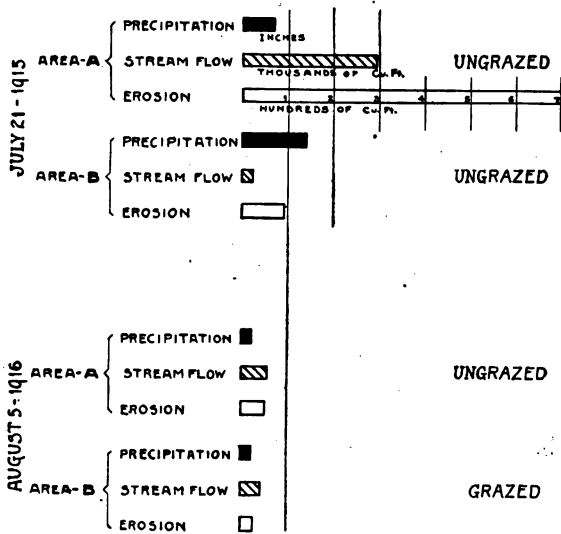 JULY 21 - 1915
AREA-A
PRECIPITATION
INCHES
STREAM FLOW
THOUSANDS OF Cu. Ft.
EROSION
1 2 3 4 5 6 7
HUNDREDS OF Cu. Ft.
UNGRAZED
AREA-B
PRECIPITATION
STREAM FLOW
EROSION
UNGRAZED
AUGUST 5 - 1916
AREA-A
PRECIPITATION
STREAM FLOW
EROSION
UNGRAZED
AREA-B
PRECIPITATION
STREAM FLOW
EROSION
GRAZED